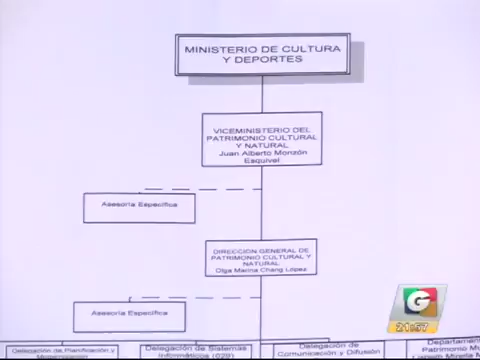 MINISTERIO DE CULTURA
Y DEPORTES
VICEMINISTERIO DEL
PATRIMONIO CULTURAL
Y NATURAL
Juan Alberto Monzón
Esquivel
Asesoría Específica
DIRECCIÓN GENERAL DE
PATRIMONIO CULTURAL Y
NATURAL
Olga Marina Chang López
Asesoría Específica
G
21:57
Delegación de Planificación y
Modernización
Delegación de Sistemas
Informáticos (029)
Delegación de
Comunicación y Difusión
Patrimonio